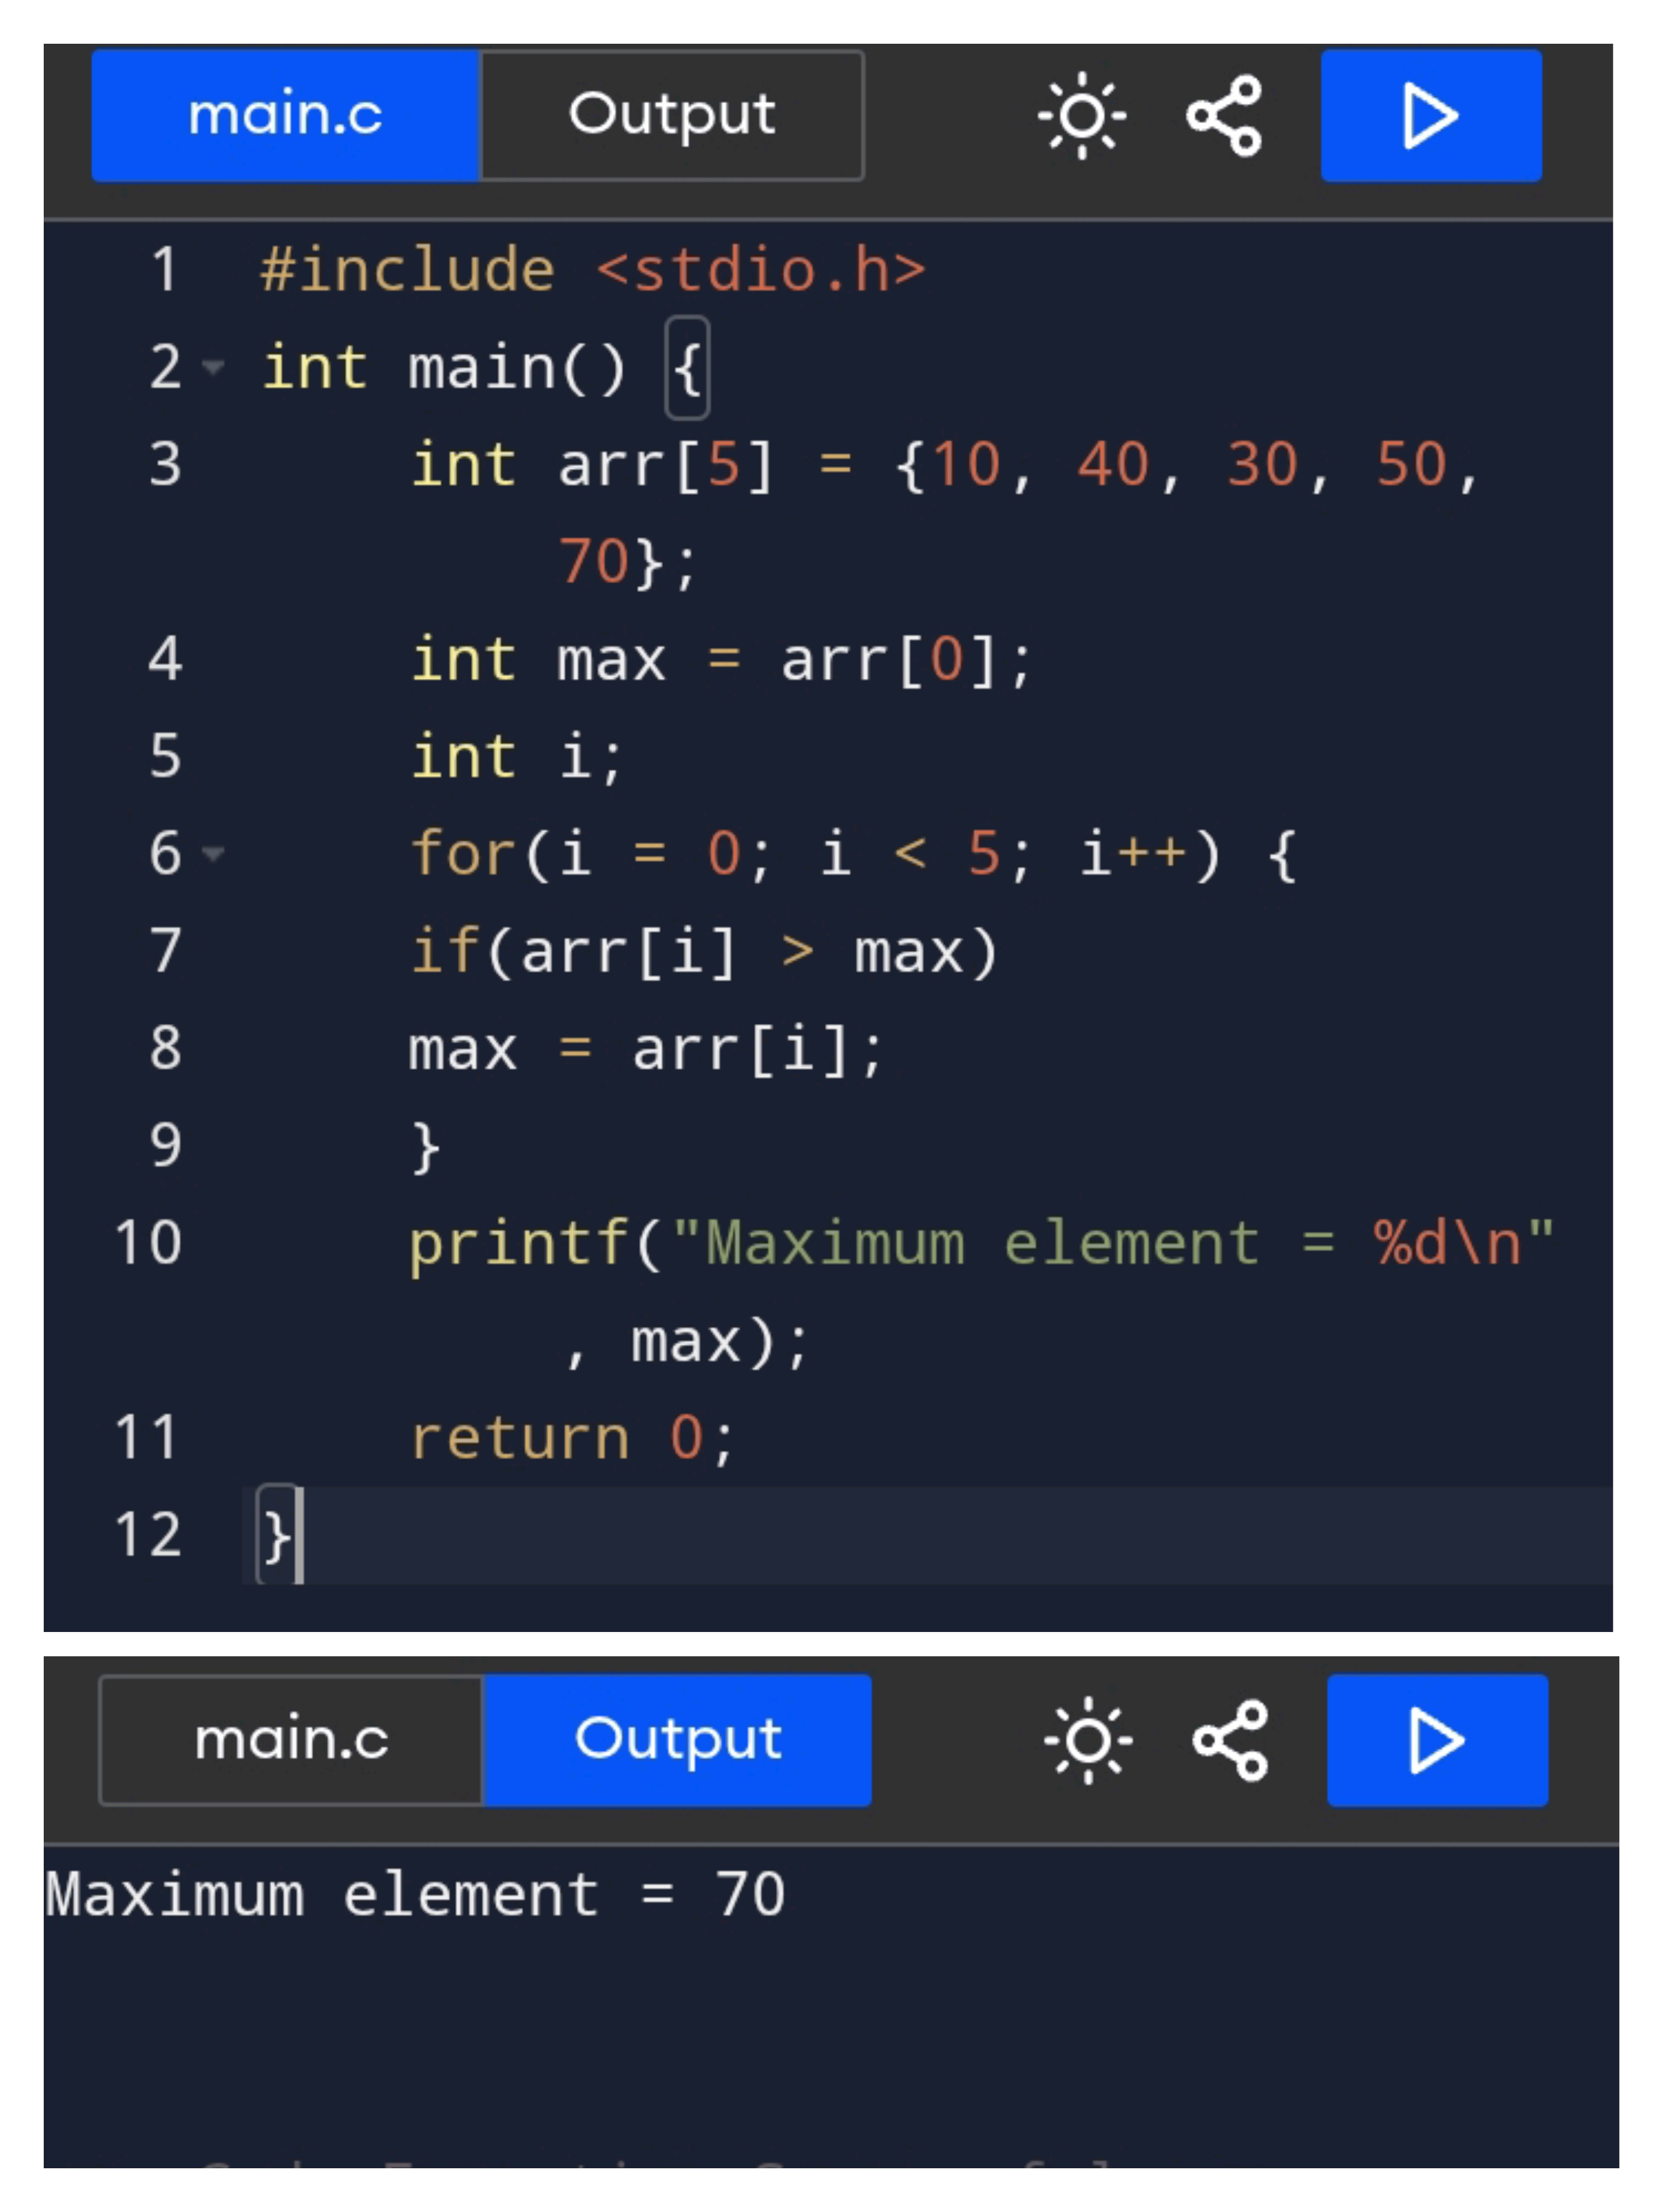 main.c Output
1 #include <stdio.h>
2 int main() {
3 int arr[5] = {10, 40, 30, 50,
70};
4 int max = arr[0];
5 int i;
6 for(i = 0; i < 5; i++) {
7 if(arr[i] > max)
8 max = arr[i];
9 }
10 printf("Maximum element = %d\n"
, max);
11 return 0;
12 }
main.c Output
Maximum element = 70